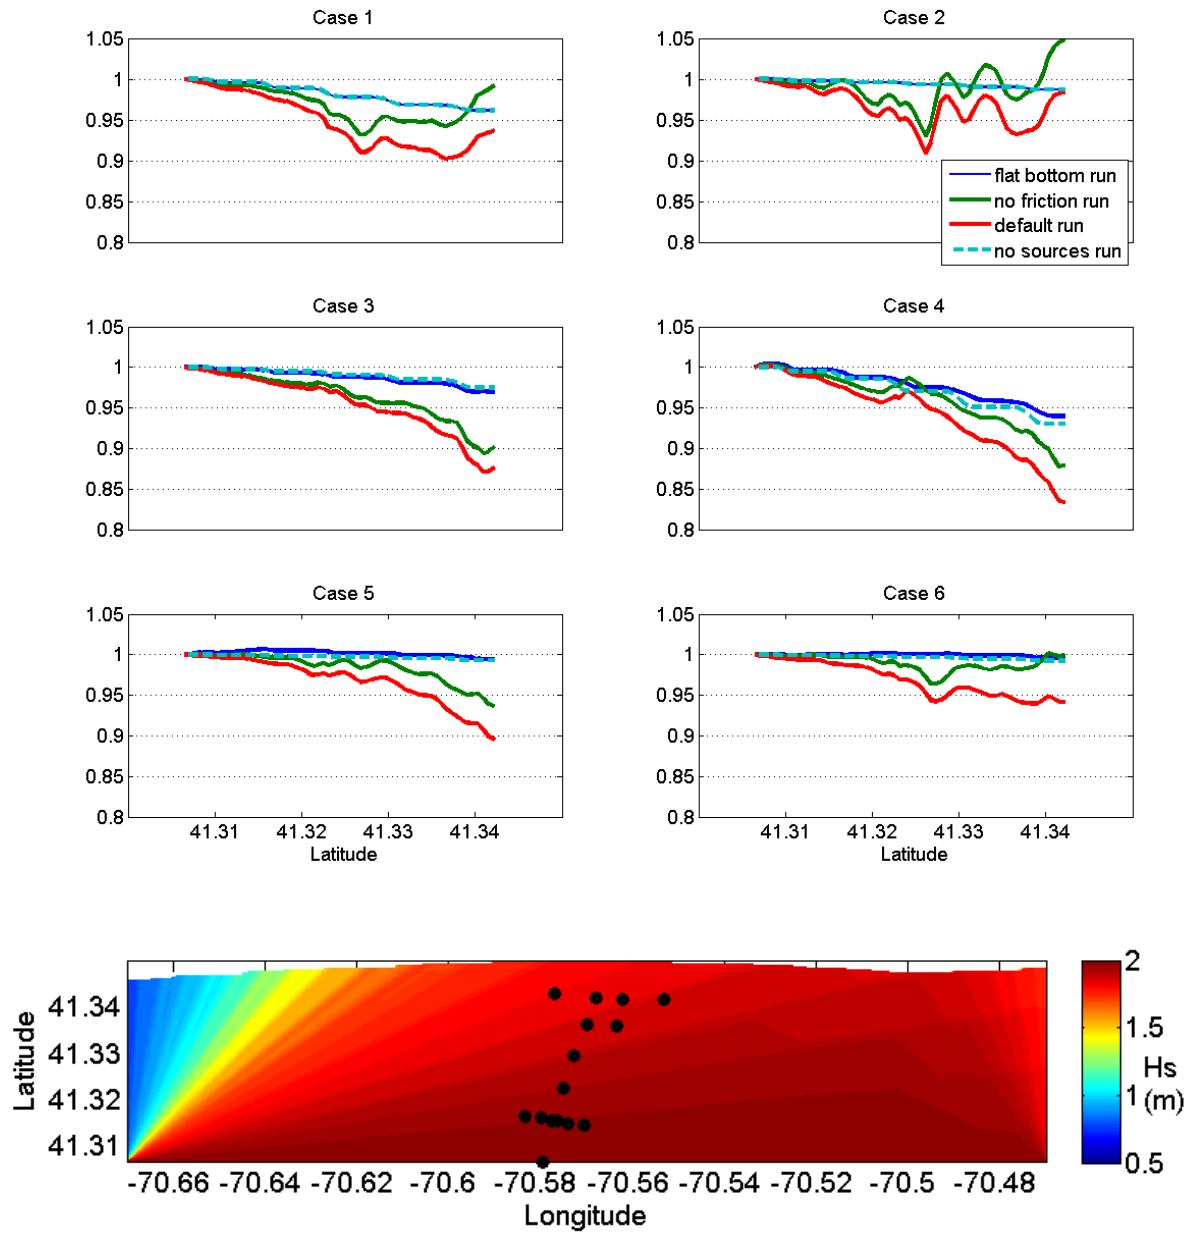 Case 1
Case 2
1.05
1
0.95
0.9
0.85
0.8
1.05
1
0.95
0.9
0.85
0.8
flat bottom run
no friction run
default run
no sources run
Case 3
Case 4
1.05
1
0.95
0.9
0.85
0.8
1.05
1
0.95
0.9
0.85
0.8
Case 5
Case 6
1.05
1
0.95
0.9
0.85
0.8
41.31 41.32 41.33 41.34
Latitude
1.05
1
0.95
0.9
0.85
0.8
41.31 41.32 41.33 41.34
Latitude
Latitude
41.34
41.33
41.32
41.31
-70.66 -70.64 -70.62 -70.6 -70.58 -70.56 -70.54 -70.52 -70.5 -70.48
Longitude
2
1.5
1
0.5
Hs
(m)